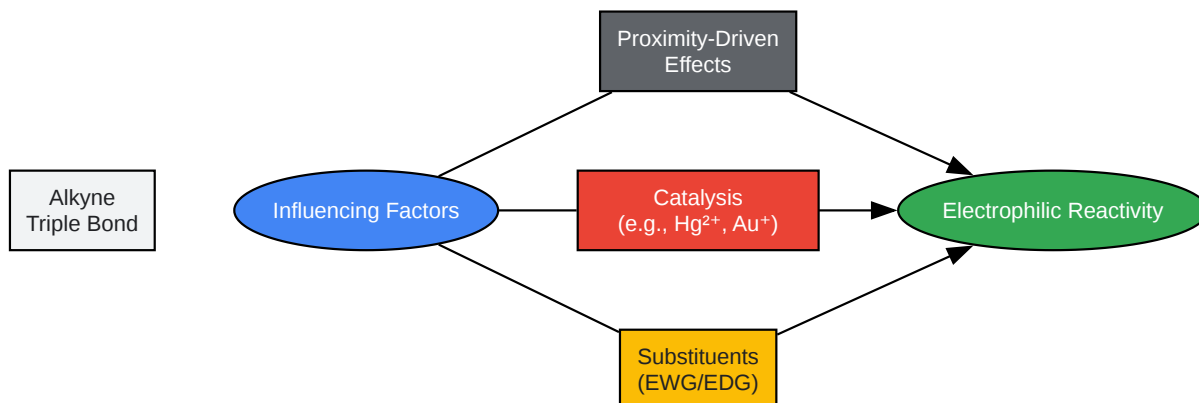 Proximity-Driven
Effects
Alkyne
Triple Bond
Influencing Factors
Catalysis
(e.g., Hg²⁺, Au⁺)
Electrophilic Reactivity
Substituents
(EWG/EDG)